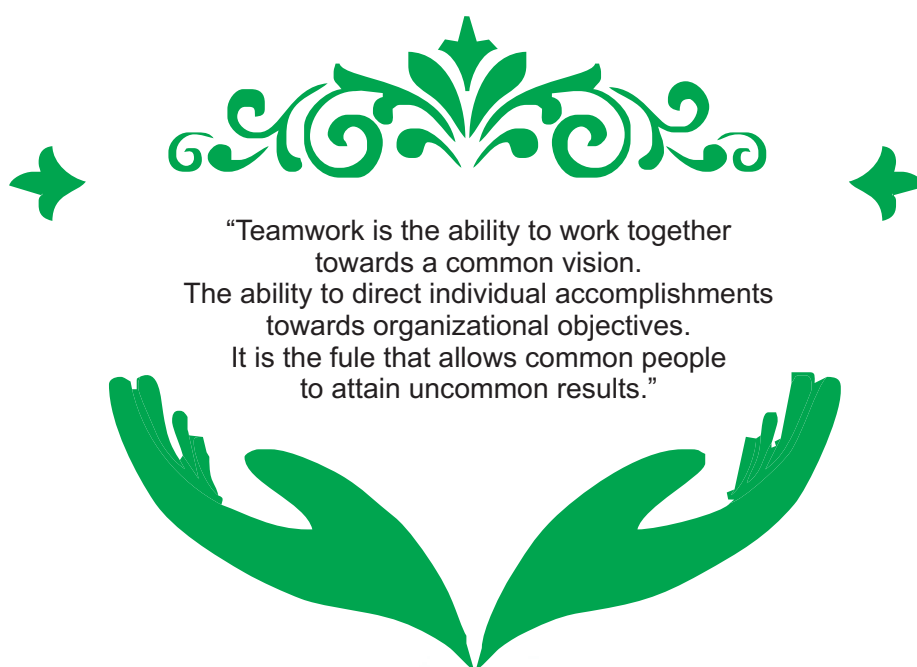 “Teamwork is the ability to work together
towards a common vision.
The ability to direct individual accomplishments
towards organizational objectives.
It is the fule that allows common people
to attain uncommon results.”